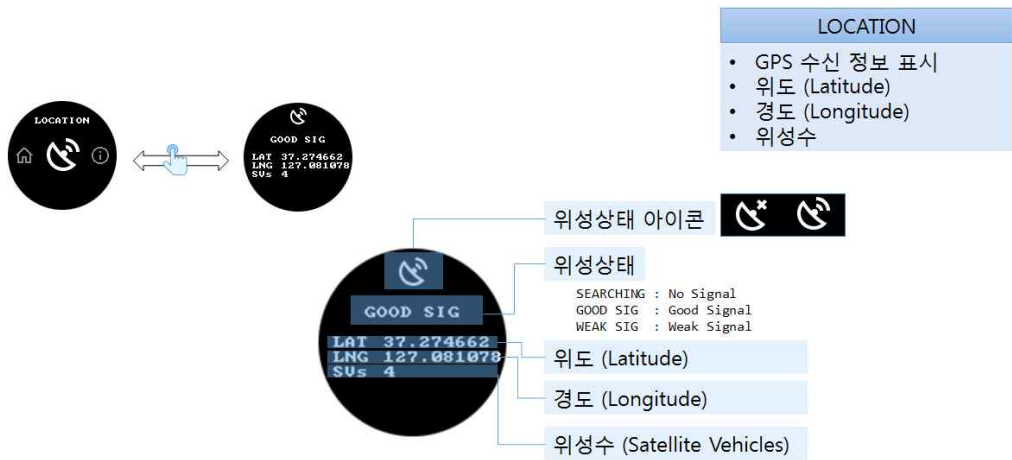 LOCATION
• GPS 수신 정보 표시
• 위도 (Latitude)
• 경도 (Longitude)
• 위성수
LOCATION
GOOD SIG
LAT 37.274662
LNG 127.081078
SVs 4
위성상태 아이콘
위성상태
SEARCHING : No Signal
GOOD SIG : Good Signal
WEAK SIG : Weak Signal
GOOD SIG
LAT 37.274662
LNG 127.081078
SVs 4
위도 (Latitude)
경도 (Longitude)
위성수 (Satellite Vehicles)